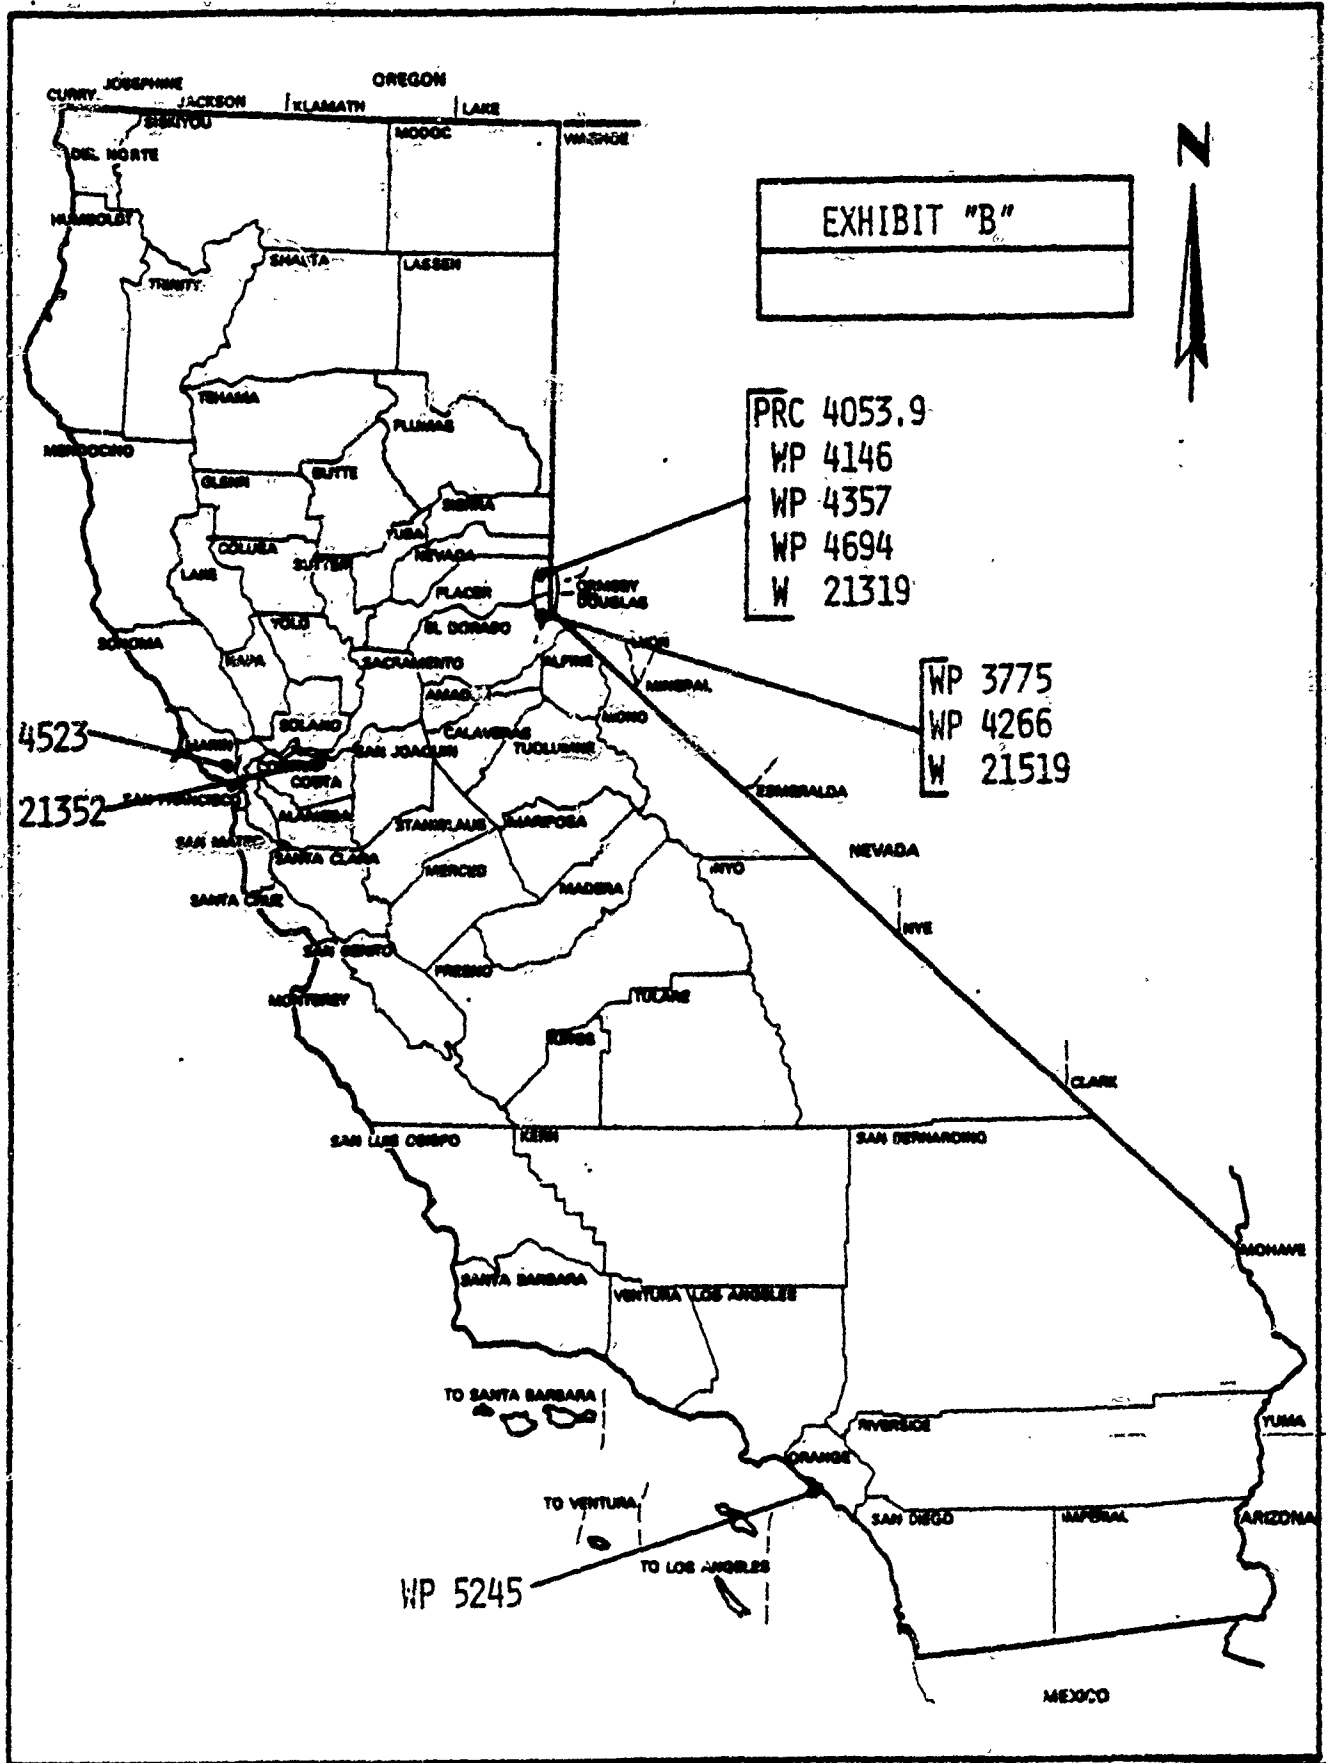 OREGON
CURRY
JOSEPHINE
JACKSON
KLAMATH
LAKE
SISKIYOU
MODOC
WASHOE
DEL NORTE
N
EXHIBIT "B"
HUMBOLDT
SHASTA
LASSEN
TRINITY
TEHAMA
PLUMAS
PRC 4053.9
WP 4146
WP 4357
WP 4694
W 21319
MENDOCINO
GLENN
BUTTE
SIERRA
YUBA
COLUSA
SUTTER
NEVADA
LAKE
PLACER
ORMSBY
DOUGLAS
YOLO
EL DORADO
SONOMA
NAPA
SACRAMENTO
ALPINE
LYON
MINERAL
AMADOR
WP 3775
WP 4266
W 21519
SOLANO
MONO
CALAVERAS
4523
MARIN
SAN JOAQUIN
TUOLUMNE
CONTRA
COSTA
21352
SAN FRANCISCO
ESMERALDA
ALAMEDA
STANISLAUS
MARIPOSA
SAN MATEO
SANTA CLARA
NEVADA
MERCED
INYO
MADERA
SANTA CRUZ
NYE
SAN BENITO
FRESNO
MONTEREY
TULARE
KINGS
CLARK
SAN LUIS OBISPO
KERN
SAN BERNARDINO
MOHAVE
SANTA BARBARA
VENTURA
LOS ANGELES
TO SANTA BARBARA
RIVERSIDE
YUMA
ORANGE
TO VENTURA
SAN DIEGO
IMPERIAL
ARIZONA
TO LOS ANGELES
WP 5245
MEXICO